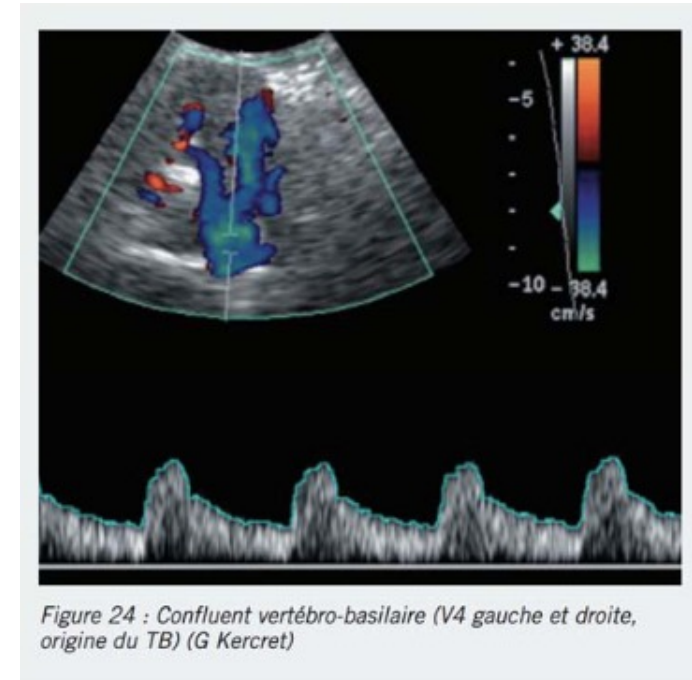 + 38.4
-5
-10
- 38.4
cm/s
Figure 24 : Confluent vertébro-basilaire (V4 gauche et droite,
origine du TB) (G Kercret)